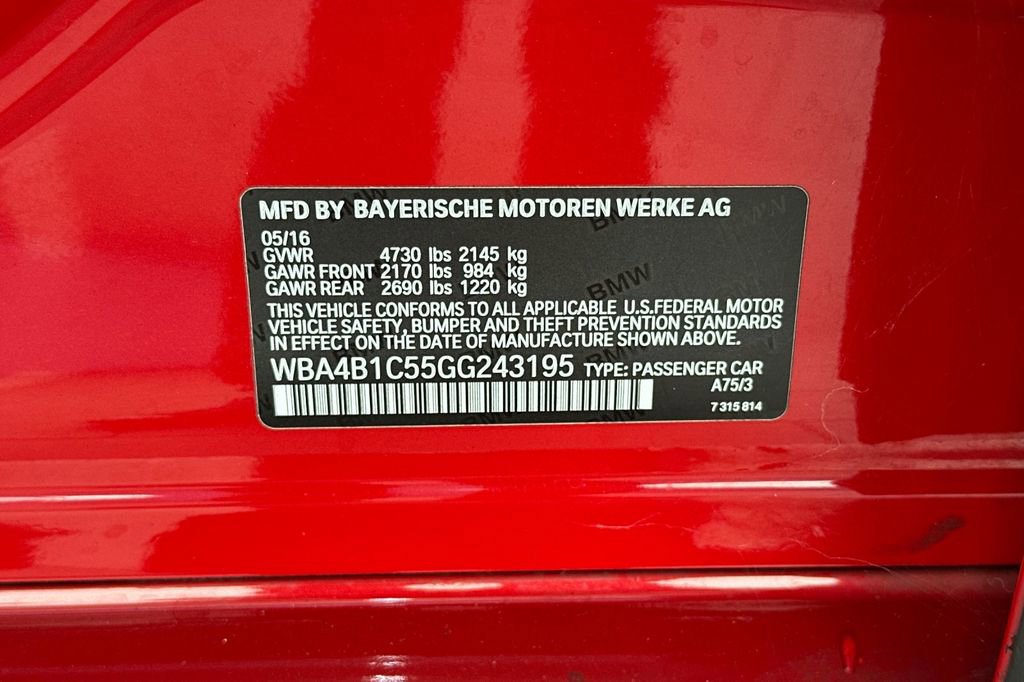 MFD BY BAYERISCHE MOTOREN WERKE AG
05/16
GVWR 4730 lbs 2145 kg
GAWR FRONT 2170 lbs 984 kg
GAWR REAR 2690 lbs 1220 kg
THIS VEHICLE CONFORMS TO ALL APPLICABLE U.S.FEDERAL MOTOR
VEHICLE SAFETY, BUMPER AND THEFT PREVENTION STANDARDS
IN EFFECT ON THE DATE OF MANUFACTURE SHOWN ABOVE.
WBA4B1C55GG243195 TYPE: PASSENGER CAR
A75/3
7 315 814